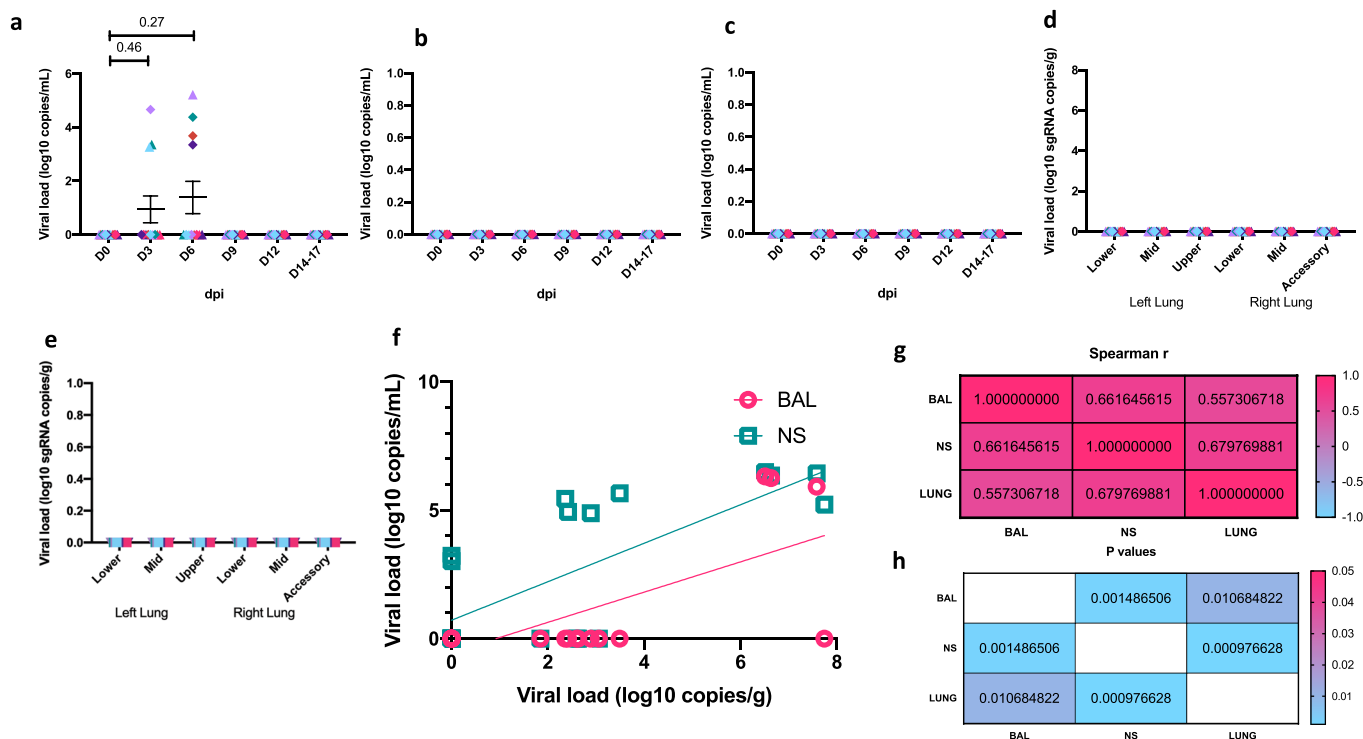 a
0.27
0.46
Viral load (log10 copies/mL)
6
4
2
0
D0
D3
D6
D9
D12
D14-17
dpi
b
Viral load (log10 copies/mL)
1.0
0.8
0.6
0.4
0.2
0.0
D0
D3
D6
D9
D12
D14-17
dpi
c
Viral load (log10 copies/mL)
1.0
0.8
0.6
0.4
0.2
0.0
D0
D3
D6
D9
D12
D14-17
dpi
d
Viral load (log10 sgRNA copies/g)
8
6
4
2
0
Lower
Mid
Upper
Lower
Mid
Accessory
Left Lung
Right Lung
e
Viral load (log10 sgRNA copies/g)
1.0
0.8
0.6
0.4
0.2
0.0
Lower
Mid
Upper
Lower
Mid
Accessory
Left Lung
Right Lung
f
Viral load (log10 copies/mL)
10
5
0
BAL
NS
0
2
4
6
8
Viral load (log10 copies/g)
g
Spearman r
BAL
1.000000000
0.661645615
0.557306718
NS
0.661645615
1.000000000
0.679769881
LUNG
0.557306718
0.679769881
1.000000000
BAL
NS
LUNG
1.0
0.5
0
-0.5
-1.0
h
P values
BAL
0.001486506
0.010684822
NS
0.001486506
0.000976628
LUNG
0.010684822
0.000976628
BAL
NS
LUNG
0.05
0.04
0.03
0.02
0.01